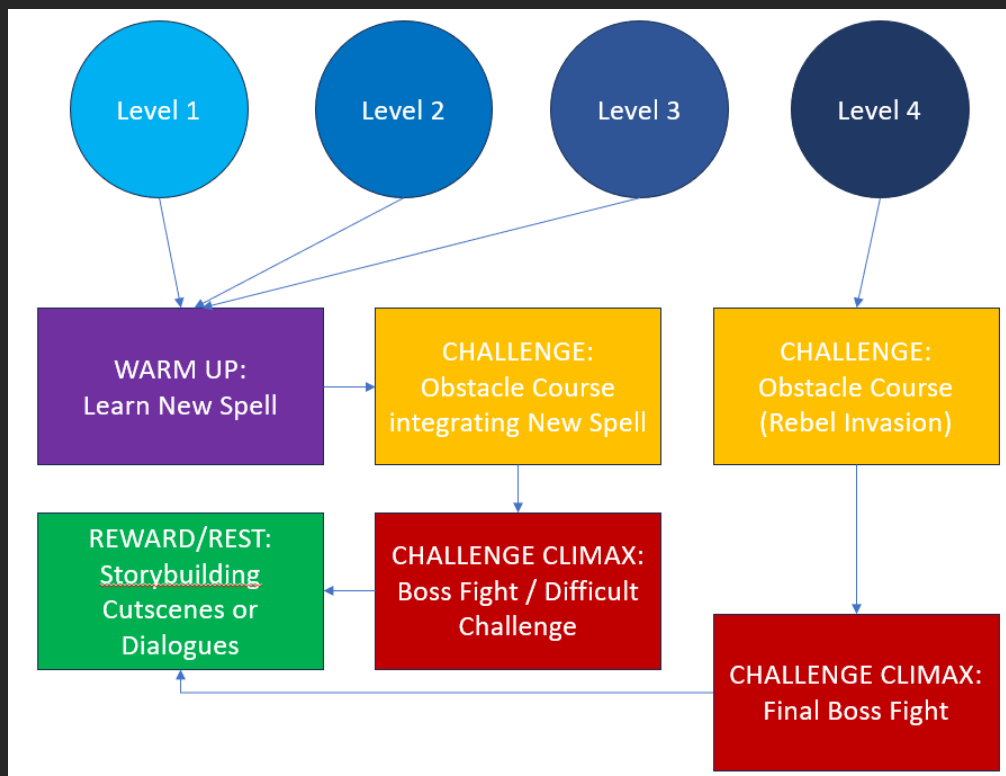 Level 1
Level 2
Level 3
Level 4
WARM UP:
Learn New Spell
CHALLENGE:
Obstacle Course
integrating New Spell
CHALLENGE:
Obstacle Course
(Rebel Invasion)
REWARD/REST:
Storybuilding
Cutscenes or
Dialogues
CHALLENGE CLIMAX:
Boss Fight / Difficult
Challenge
CHALLENGE CLIMAX:
Final Boss Fight